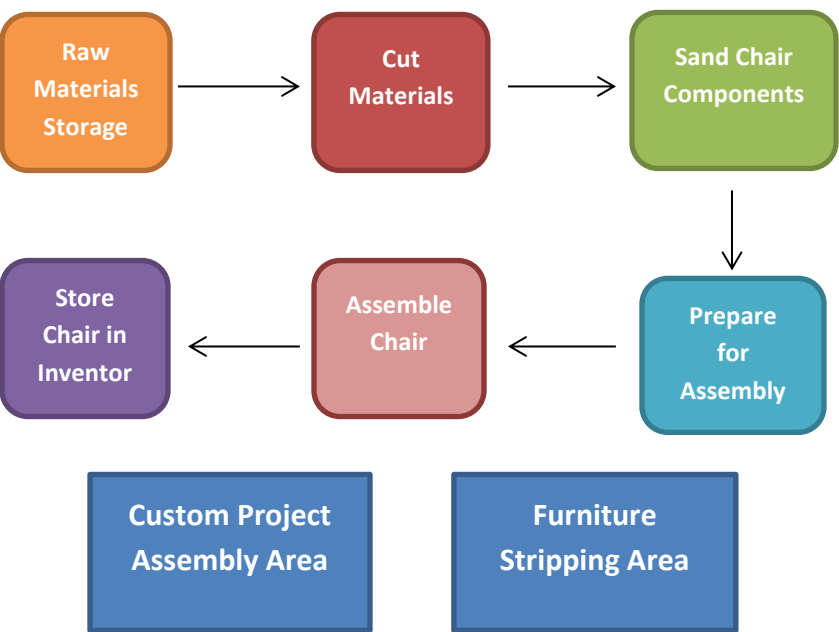 Raw
Materials
Storage
Cut
Materials
Sand Chair
Components
Store
Chair in
Inventor
Assemble
Chair
Prepare
for
Assembly
Custom Project
Assembly Area
Furniture
Stripping Area